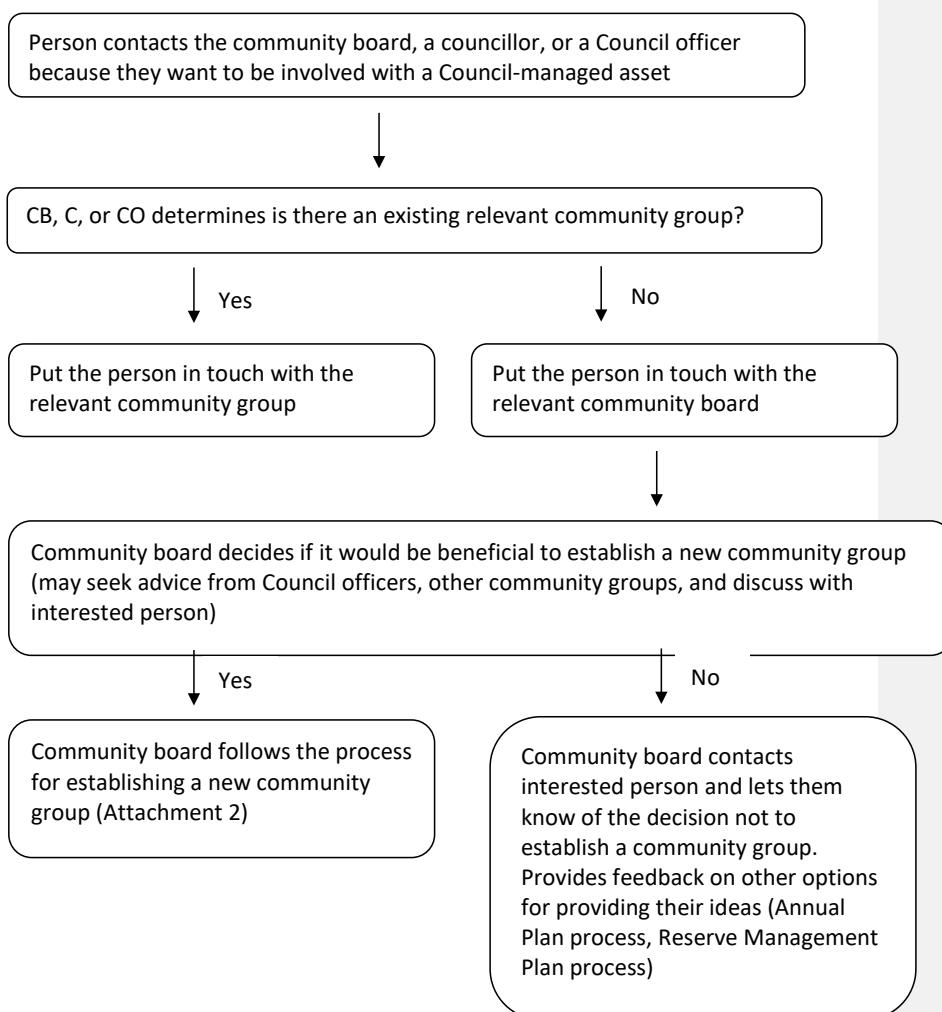 Person contacts the community board, a councillor, or a Council officer
because they want to be involved with a Council-managed asset
CB, C, or CO determines is there an existing relevant community group?
Yes
No
Put the person in touch with the
relevant community group
Put the person in touch with the
relevant community board
Community board decides if it would be beneficial to establish a new community group
(may seek advice from Council officers, other community groups, and discuss with
interested person)
Yes
No
Community board follows the process
for establishing a new community
group (Attachment 2)
Community board contacts
interested person and lets them
know of the decision not to
establish a community group.
Provides feedback on other options
for providing their ideas (Annual
Plan process, Reserve Management
Plan process)